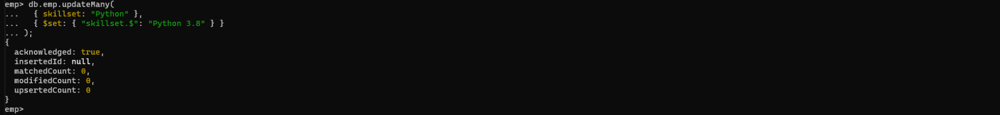 emp> db.emp.updateMany(
...   { skillset: "Python" },
...   { $set: { "skillset.$": "Python 3.8" } }
... );
{
  acknowledged: true,
  insertedId: null,
  matchedCount: 0,
  modifiedCount: 0,
  upsertedCount: 0
}
emp>